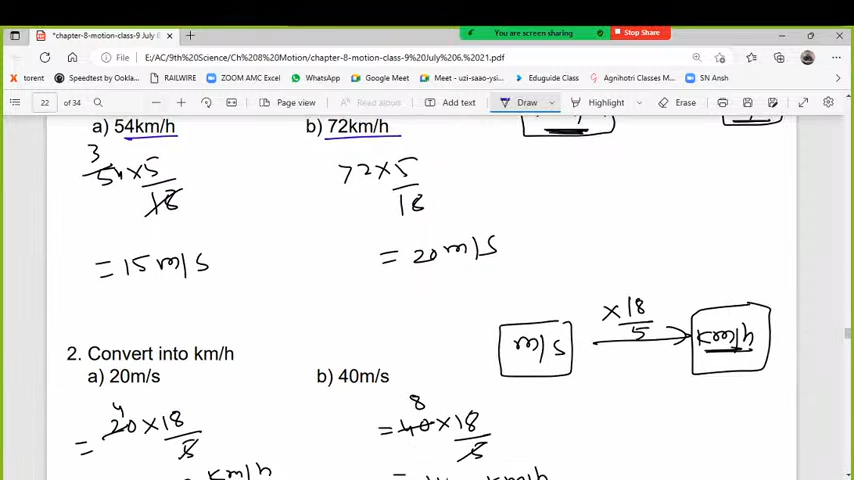 You are screen sharing Stop Share
*chapter-8-motion-class-9 July 6
File E:/AC/9th Science/Ch%208%20Motion/chapter-8-motion-class-9%20July%206.%2021.pdf
torent Speedtest by Ookla... RAILWIRE ZOOM AMC Excel WhatsApp Google Meet Meet - uzi-saao-ysi... Eduguide Class Agnihotri Classes M... SN Ansh
22 of 34 Page view Read aloud Add text Draw Highlight Erase
a) 54km/h b) 72km/h
3
54 × 5/18 72 × 5/18
= 15 m/s = 20 m/s
m/s × 18/5 km/h
2. Convert into km/h
a) 20m/s b) 40m/s
4 8
= 20 × 18/5 = 40 × 18/5
km/h km/h